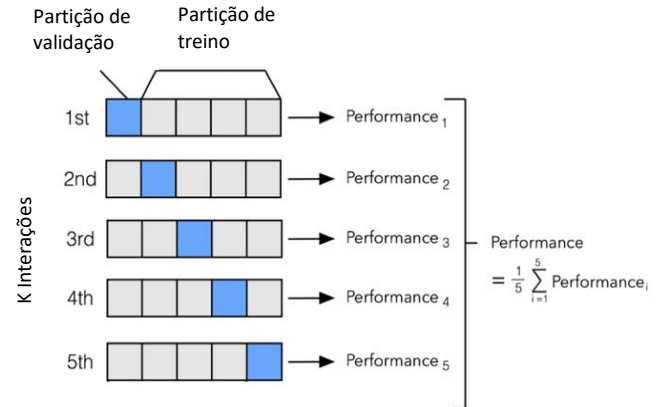 Partição de
validação
Partição de
treino
1st
Performance 1
2nd
Performance 2
K Interações
3rd
Performance 3
4th
Performance 4
5th
Performance 5
Performance
= 1/5 5∑i=1 Performancei